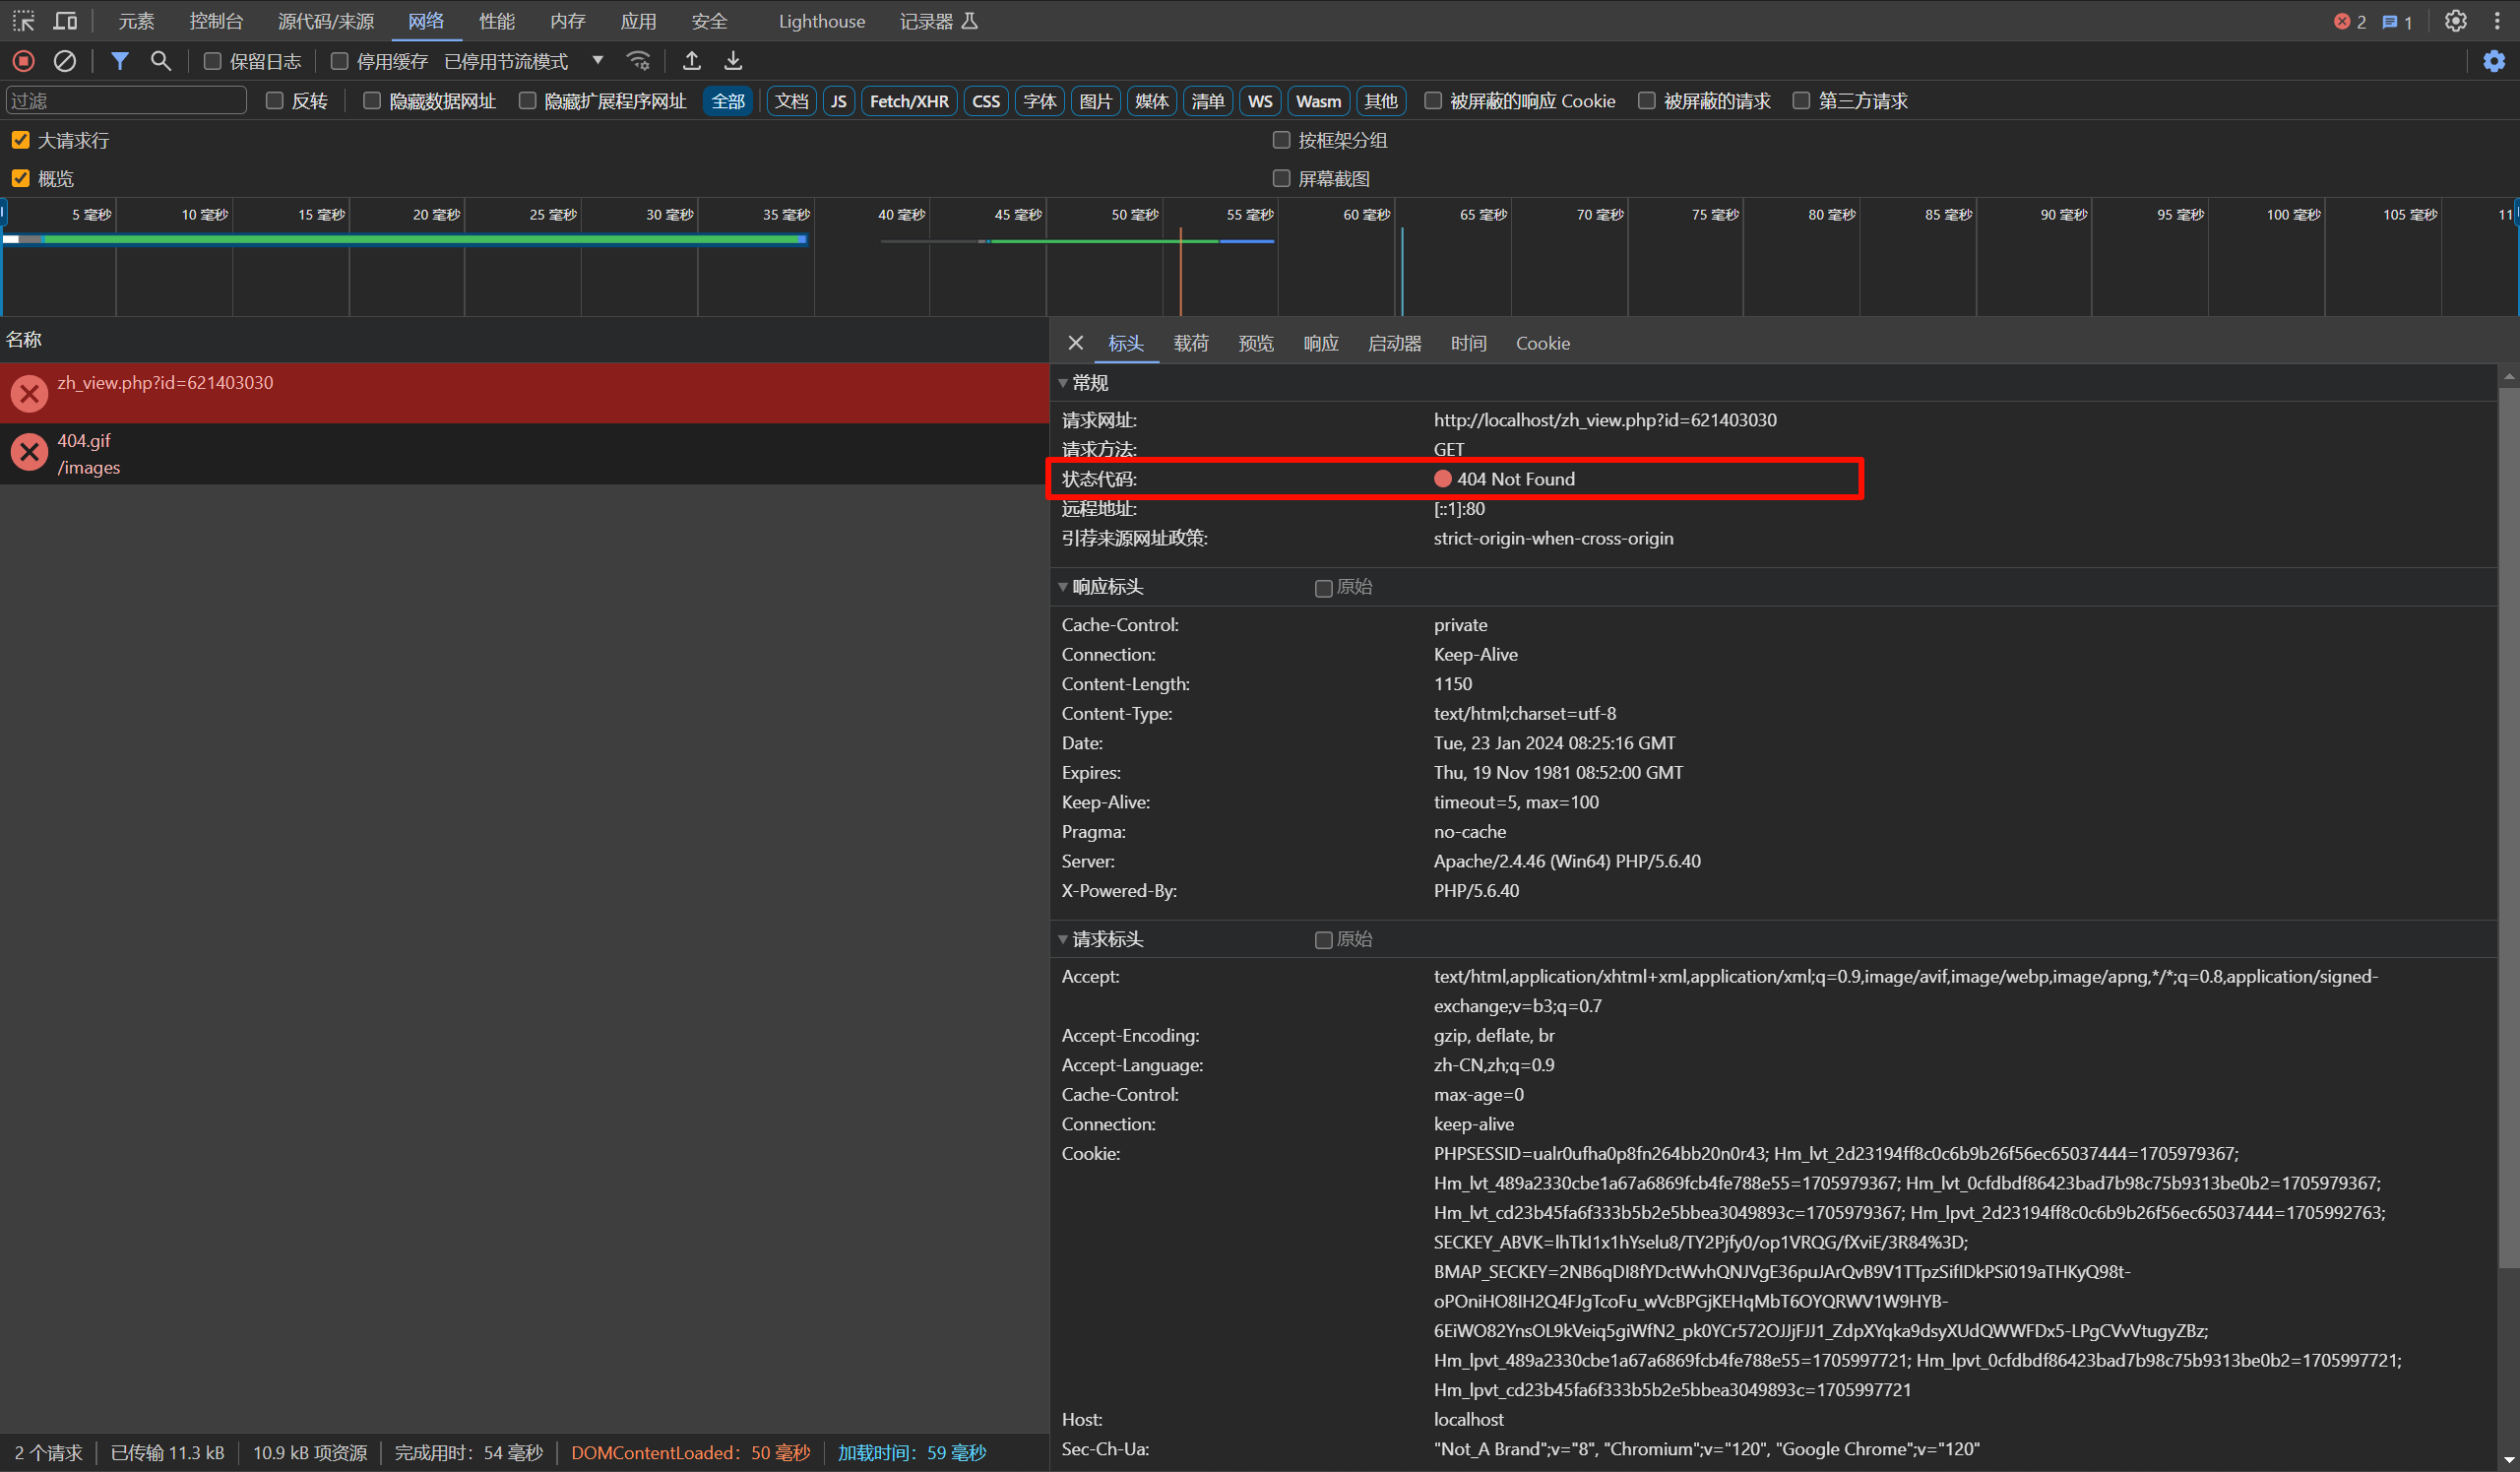 元素 控制台 源代码/来源 网络 性能 内存 应用 安全 Lighthouse 记录器 2 1
保留日志 停用缓存 已停用节流模式
过滤 反转 隐藏数据网址 隐藏扩展程序网址 全部 文档 JS Fetch/XHR CSS 字体 图片 媒体 清单 WS Wasm 其他 被屏蔽的响应 Cookie 被屏蔽的请求 第三方请求
大请求行 按框架分组
概览 屏幕截图
5 毫秒 10 毫秒 15 毫秒 20 毫秒 25 毫秒 30 毫秒 35 毫秒 40 毫秒 45 毫秒 50 毫秒 55 毫秒 60 毫秒 65 毫秒 70 毫秒 75 毫秒 80 毫秒 85 毫秒 90 毫秒 95 毫秒 100 毫秒 105 毫秒 11
名称
zh_view.php?id=621403030
404.gif
/images
标头 载荷 预览 响应 启动器 时间 Cookie
常规
请求网址: http://localhost/zh_view.php?id=621403030
请求方法: GET
状态代码: 404 Not Found
远程地址: [::1]:80
引荐来源网址政策: strict-origin-when-cross-origin
响应标头 原始
Cache-Control: private
Connection: Keep-Alive
Content-Length: 1150
Content-Type: text/html;charset=utf-8
Date: Tue, 23 Jan 2024 08:25:16 GMT
Expires: Thu, 19 Nov 1981 08:52:00 GMT
Keep-Alive: timeout=5, max=100
Pragma: no-cache
Server: Apache/2.4.46 (Win64) PHP/5.6.40
X-Powered-By: PHP/5.6.40
请求标头 原始
Accept: text/html,application/xhtml+xml,application/xml;q=0.9,image/avif,image/webp,image/apng,*/*;q=0.8,application/signed-
exchange;v=b3;q=0.7
Accept-Encoding: gzip, deflate, br
Accept-Language: zh-CN,zh;q=0.9
Cache-Control: max-age=0
Connection: keep-alive
Cookie: PHPSESSID=ualr0ufha0p8fn264bb20n0r43; Hm_lvt_2d23194ff8c0c6b9b26f56ec65037444=1705979367;
Hm_lvt_489a2330cbe1a67a6869fcb4fe788e55=1705979367; Hm_lvt_0cfdbdf86423bad7b98c75b9313be0b2=1705979367;
Hm_lvt_cd23b45fa6f333b5b2e5bbea3049893c=1705979367; Hm_lpvt_2d23194ff8c0c6b9b26f56ec65037444=1705992763;
SECKEY_ABVK=lhTkI1x1hYselu8/TY2Pjfy0/op1VRQG/fXviE/3R84%3D;
BMAP_SECKEY=2NB6qDI8fYDctWvhQNJVgE36puJArQvB9V1TTpzSifIDkPSi019aTHKyQ98t-
oPOniHO8IH2Q4FJgTcoFu_wVcBPGjKEHqMbT6OYQRWV1W9HYB-
6EiWO82YnsOL9kVeiq5giWfN2_pk0YCr572OJJjFJJ1_ZdpXYqka9dsyXUdQWWFDx5-LPgCVvVtugyZBz;
Hm_lpvt_489a2330cbe1a67a6869fcb4fe788e55=1705997721; Hm_lpvt_0cfdbdf86423bad7b98c75b9313be0b2=1705997721;
Hm_lpvt_cd23b45fa6f333b5b2e5bbea3049893c=1705997721
Host: localhost
Sec-Ch-Ua: "Not_A Brand";v="8", "Chromium";v="120", "Google Chrome";v="120"
2 个请求 已传输 11.3 kB 10.9 kB 项资源 完成用时：54 毫秒 DOMContentLoaded：50 毫秒 加载时间：59 毫秒